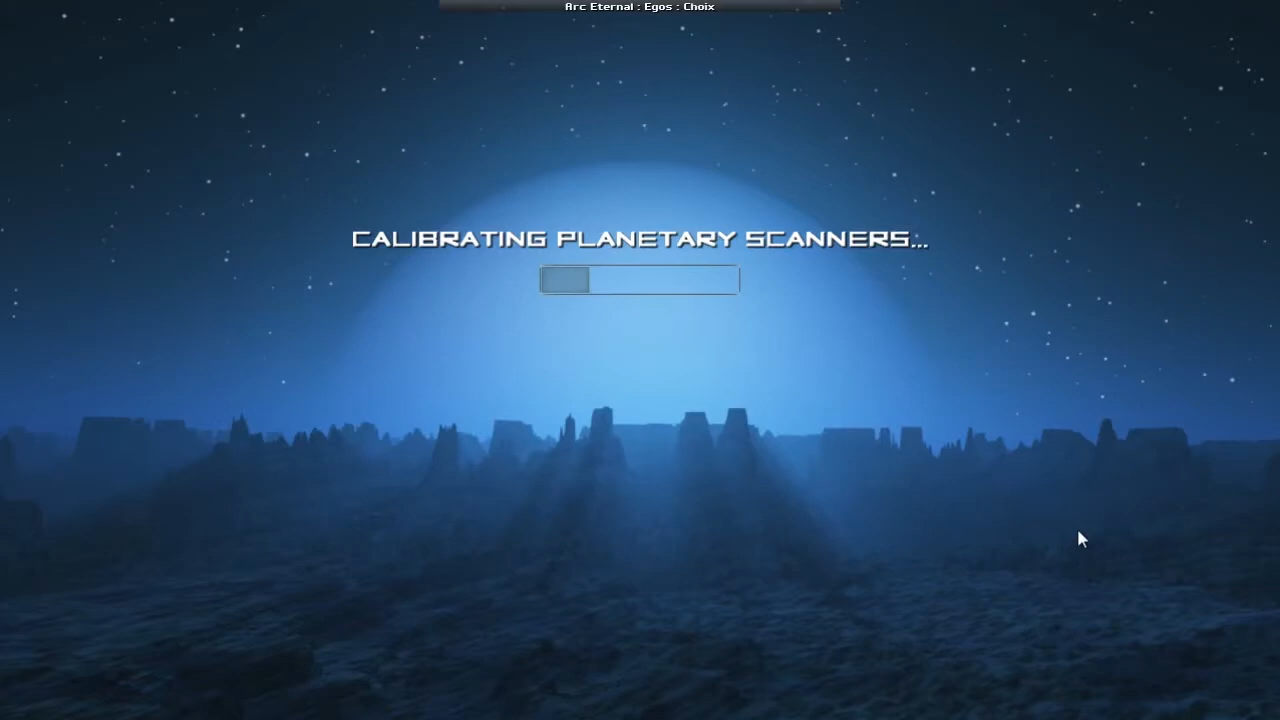 Arc Eternal : Egos : Choix
CALIBRATING PLANETARY SCANNERS...